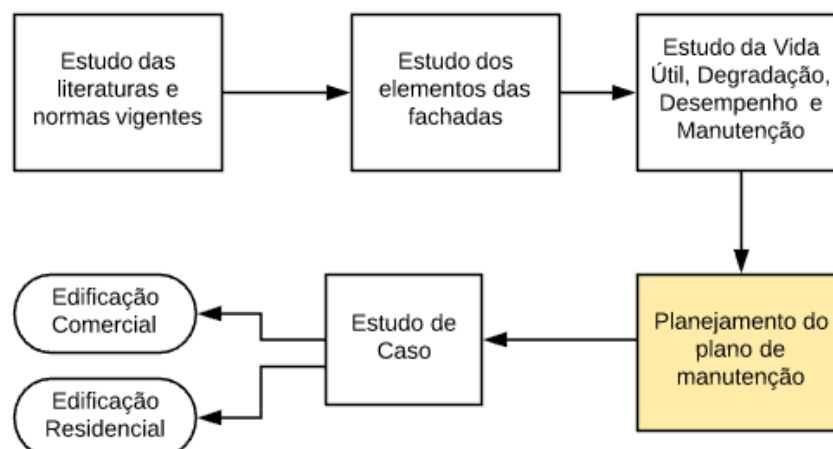 Estudo das
literaturas e
normas vigentes
Estudo dos
elementos das
fachadas
Estudo da Vida
Útil, Degradação,
Desempenho e
Manutenção
Planejamento do
plano de
manutenção
Estudo de
Caso
Edificação
Comercial
Edificação
Residencial